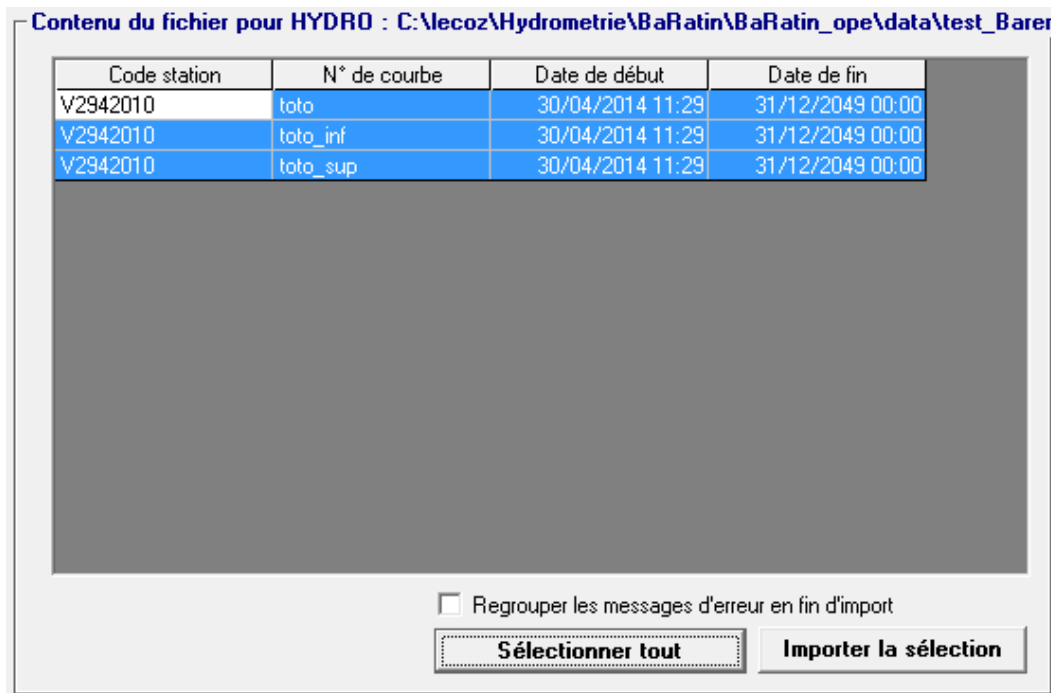 Contenu du fichier pour HYDRO : C:\lecoz\Hydrometrie\BaRatin\BaRatin_ope\data\test_Barer
Code station N° de courbe Date de début Date de fin
V2942010 toto 30/04/2014 11:29 31/12/2049 00:00
V2942010 toto_inf 30/04/2014 11:29 31/12/2049 00:00
V2942010 toto_sup 30/04/2014 11:29 31/12/2049 00:00
Regrouper les messages d'erreur en fin d'import
Sélectionner tout Importer la sélection